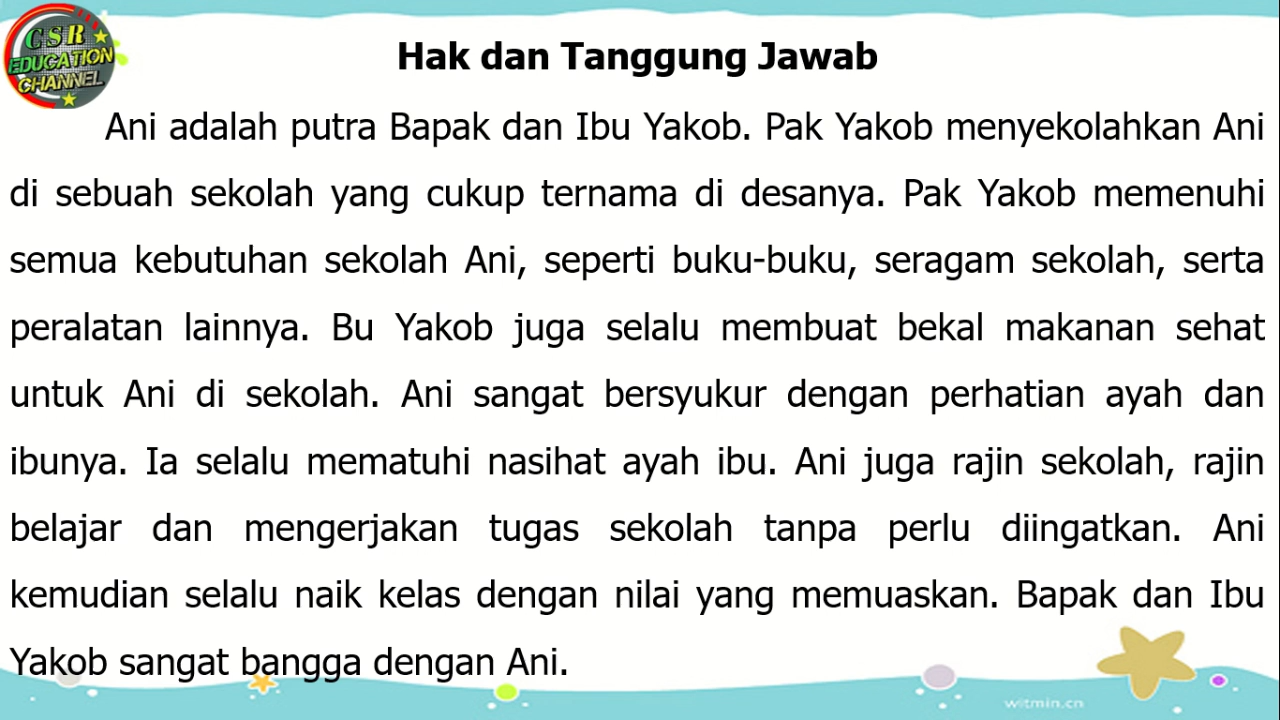 CSR
EDUCATION
CHANNEL
Hak dan Tanggung Jawab
Ani adalah putra Bapak dan Ibu Yakob. Pak Yakob menyekolahkan Ani
di sebuah sekolah yang cukup ternama di desanya. Pak Yakob memenuhi
semua kebutuhan sekolah Ani, seperti buku-buku, seragam sekolah, serta
peralatan lainnya. Bu Yakob juga selalu membuat bekal makanan sehat
untuk Ani di sekolah. Ani sangat bersyukur dengan perhatian ayah dan
ibunya. Ia selalu mematuhi nasihat ayah ibu. Ani juga rajin sekolah, rajin
belajar dan mengerjakan tugas sekolah tanpa perlu diingatkan. Ani
kemudian selalu naik kelas dengan nilai yang memuaskan. Bapak dan Ibu
Yakob sangat bangga dengan Ani.
witmin.cn